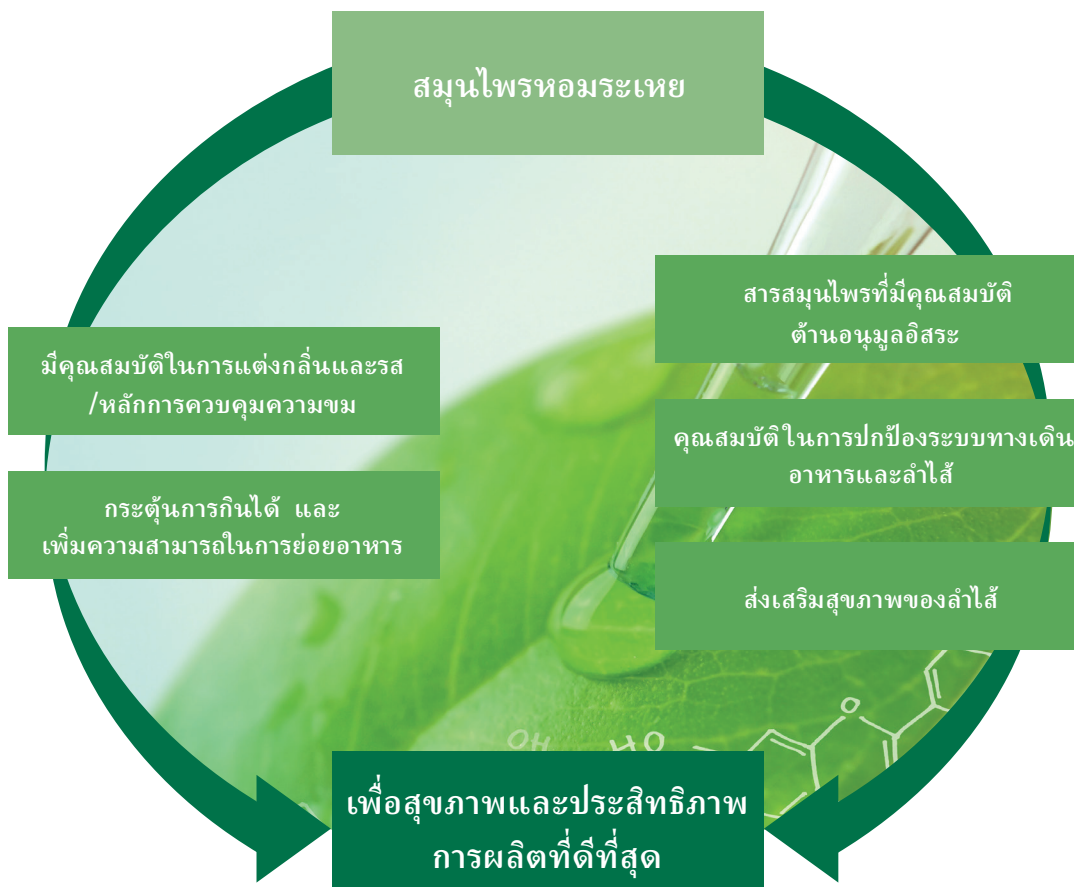 สมุนไพรหอมระเหย
มีคุณสมบัติในการแต่งกลิ่นและรส
/หลักการควบคุมความขม
กระตุ้นการกินได้ และ
เพิ่มความสามารถในการย่อยอาหาร
สารสมุนไพรที่มีคุณสมบัติ
ต้านอนุมูลอิสระ
คุณสมบัติในการปกป้องระบบทางเดิน
อาหารและลำไส้
ส่งเสริมสุขภาพของลำไส้
O
OH
HO
เพื่อสุขภาพและประสิทธิภาพ
การผลิตที่ดีที่สุด